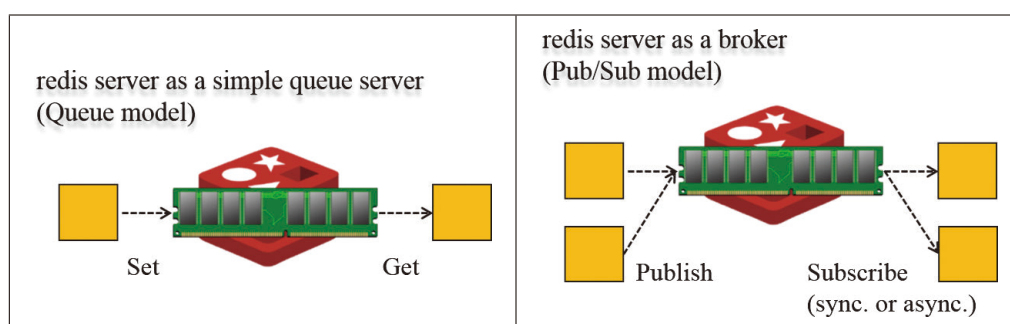 redis server as a simple queue server
(Queue model)
Set
Get
redis server as a broker
(Pub/Sub model)
Publish
Subscribe
(sync. or async.)